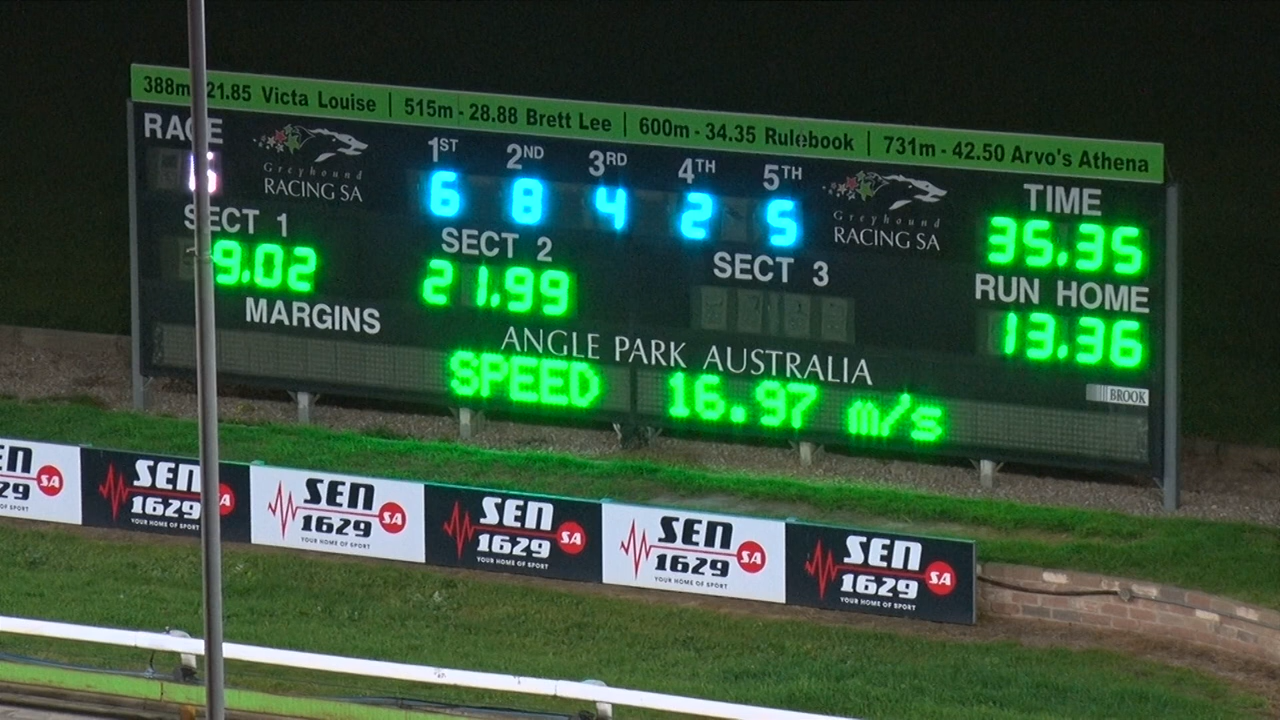 388m 21.85 Victa Louise | 515m - 28.88 Brett Lee | 600m - 34.35 Rulebook | 731m - 42.50 Arvo's Athena
RACE
Greyhound
RACING SA
1ST 2ND 3RD 4TH 5TH
6 8 4 2 5
Greyhound
RACING SA
TIME
35.35
SECT 1
9.02
SECT 2
21.99
SECT 3
RUN HOME
13.36
MARGINS
ANGLE PARK AUSTRALIA
SPEED 16.97 m/s
BROOK
SEN
1629 SA
YOUR HOME OF SPORT
SEN
1629 SA
YOUR HOME OF SPORT
SEN
1629 SA
YOUR HOME OF SPORT
SEN
1629 SA
YOUR HOME OF SPORT
SEN
1629 SA
YOUR HOME OF SPORT